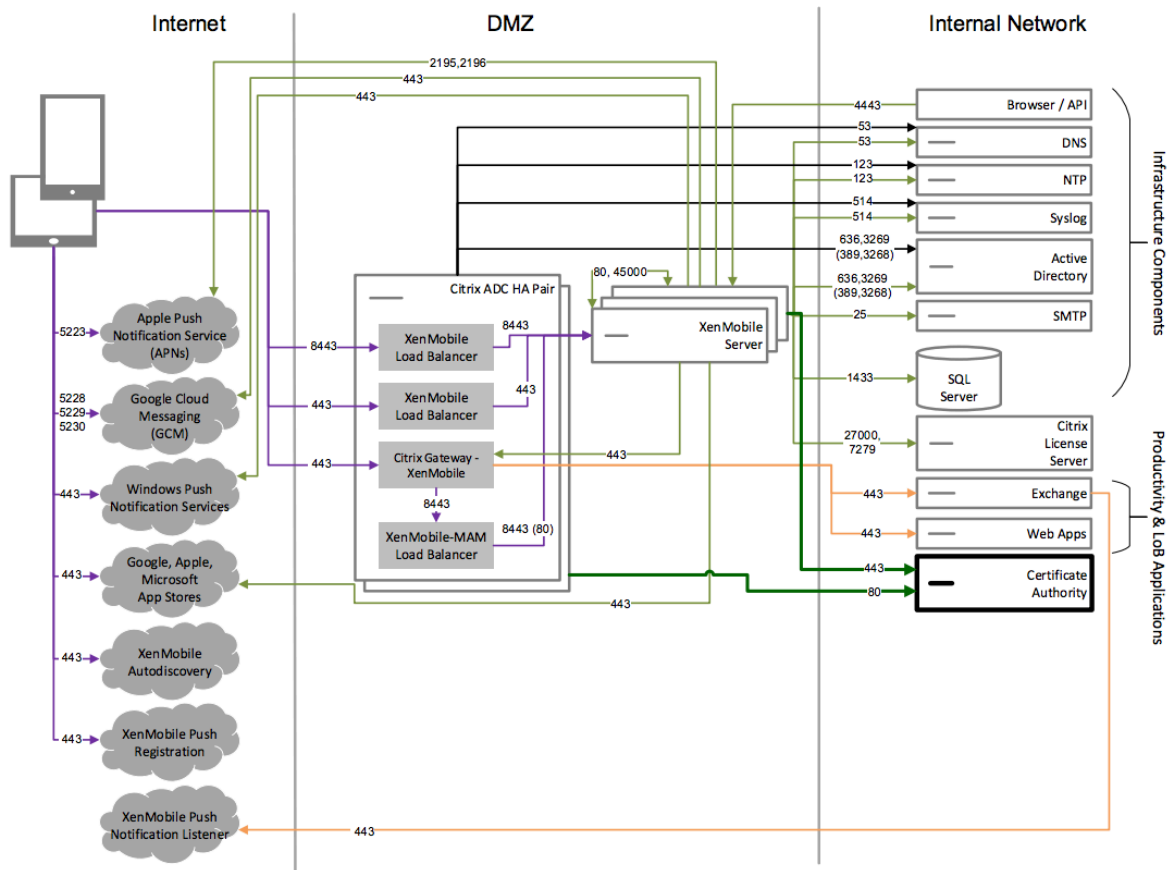 Internet
DMZ
Internal Network
2195,2196
443
443
4443
Browser / API
53
53
DNS
123
123
NTP
514
514
Syslog
636,3269
(389,3268)
636,3269
(389,3268)
Active
Directory
25
SMTP
1433
SQL
Server
27000,
7279
Citrix
License
Server
443
Exchange
443
Web Apps
443
80
Certificate
Authority
Infrastructure Components
Productivity & LoB Applications
80, 45000
Citrix ADC HA Pair
XenMobile
Server
8443
XenMobile
Load Balancer
8443
443
XenMobile
Load Balancer
443
443
Citrix Gateway -
XenMobile
443
8443
XenMobile-MAM
Load Balancer
8443 (80)
443
5223
Apple Push
Notification Service
(APNs)
5228
5229
5230
Google Cloud
Messaging
(GCM)
443
Windows Push
Notification Services
443
Google, Apple,
Microsoft
App Stores
443
XenMobile
Autodiscovery
443
XenMobile Push
Registration
XenMobile Push
Notification Listener
443